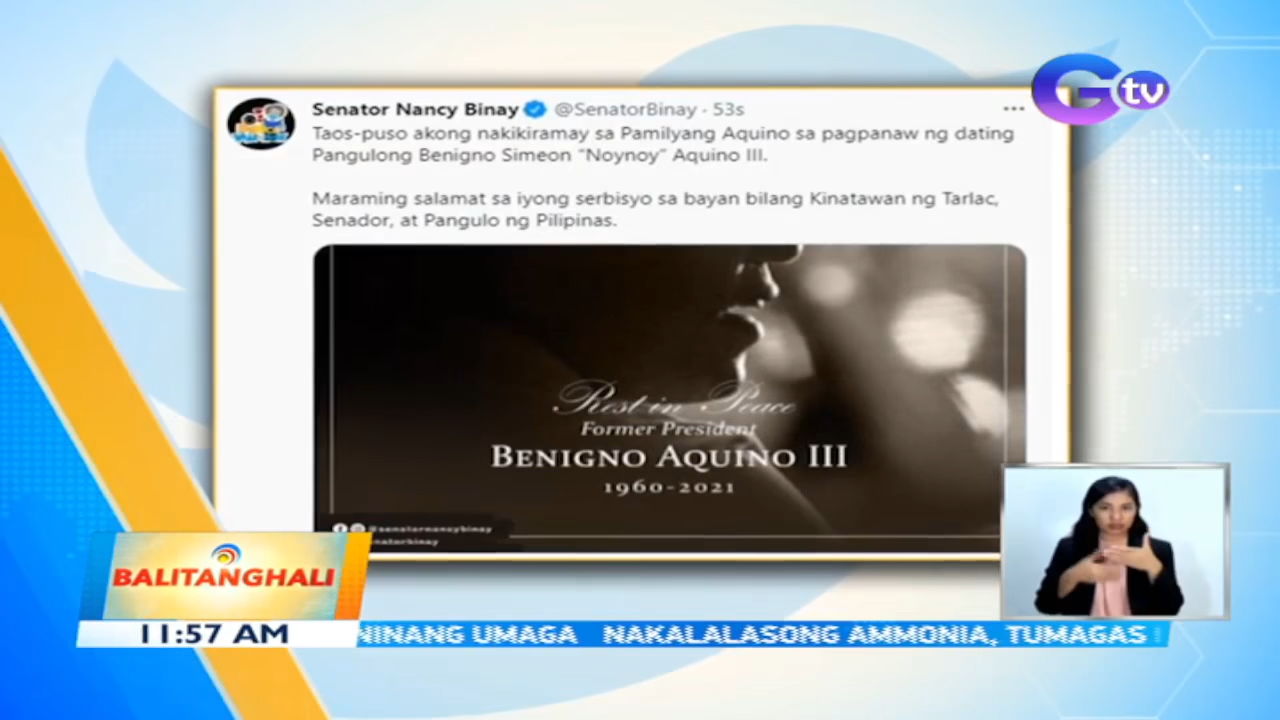 Senator Nancy Binay @SenatorBinay · 53s
Taos-puso akong nakikiramay sa Pamilyang Aquino sa pagpanaw ng dating
Pangulong Benigno Simeon “Noynoy” Aquino III.
Maraming salamat sa iyong serbisyo sa bayan bilang Kinatawan ng Tarlac,
Senador, at Pangulo ng Pilipinas.
Gtv
Rest in Peace
Former President
BENIGNO AQUINO III
1960-2021
@senatornancybinay
BALITANGHALI
11:57 AM
UMAGA NAKALALASONG AMMONIA, TUMAGAS